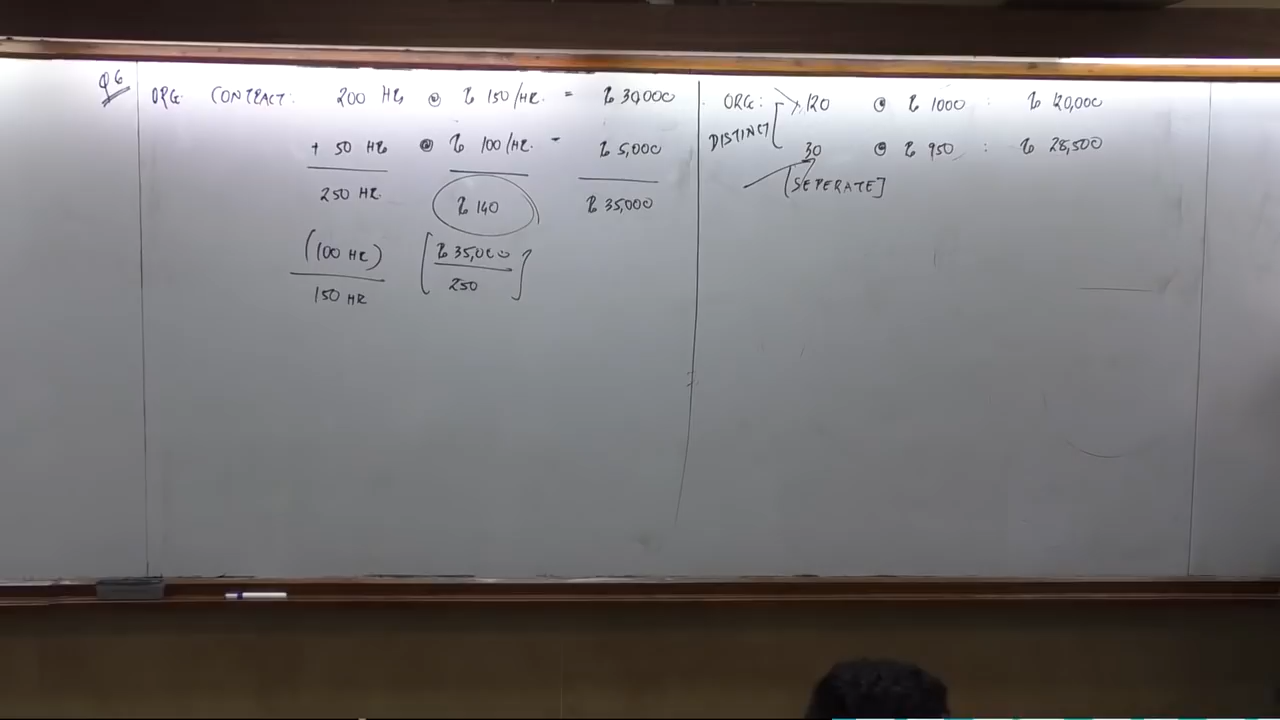 Q6
ORG CONTRACT: 200 HR @ ₹ 150/HR. = ₹ 30,000
+ 50 HR @ ₹ 100/HR. = ₹ 5,000
250 HR. ₹ 140 ₹ 35,000
(100 HR) [₹ 35,000
150 HR 250]
ORG: 120 @ ₹ 1000 : ₹ 120,000
DISTINCT
30 @ ₹ 950 : ₹ 28,500
[SEPERATE]